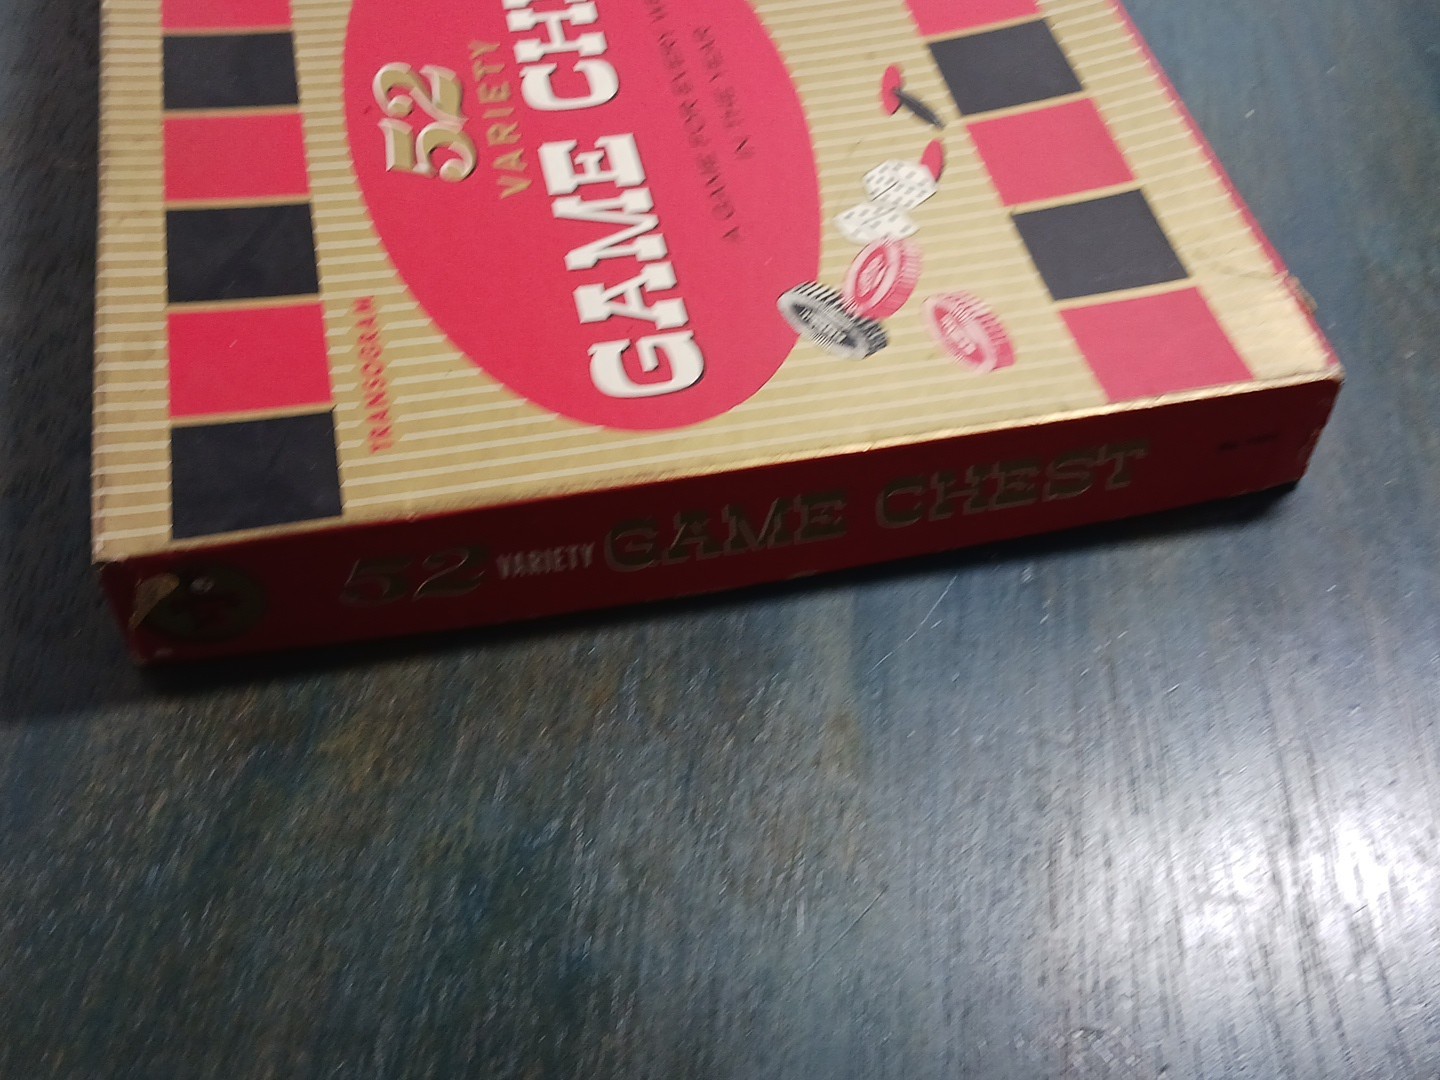 52
VARIETY
GAME CH
A GAME FOR EVERY
IN THE YEAR
TRANSOGRAM
52 VARIETY GAME CHEST